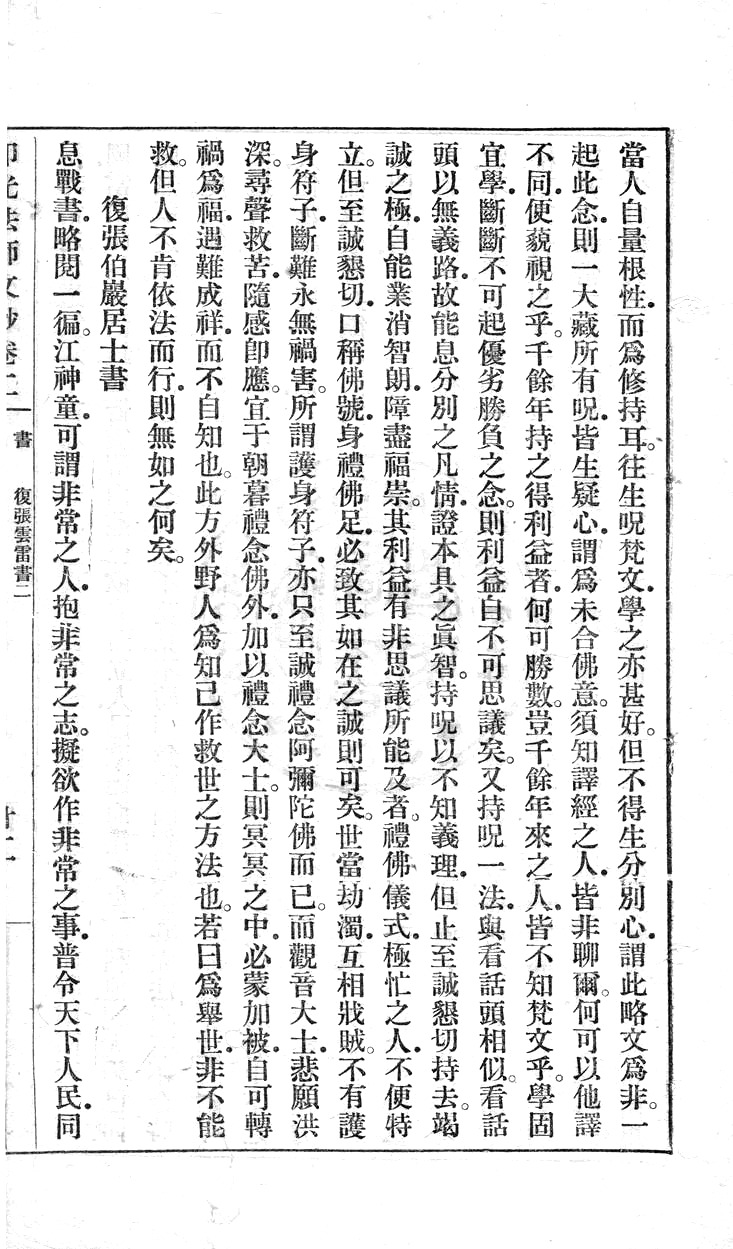 當人自量根性。而爲修持耳。往生呪梵文。學之亦甚好。但不得生分別心。謂此略文爲非。一
起此念。則一大藏所有呪。皆生疑心。謂爲未合佛意。須知譯經之人。皆非聊爾。何可以他譯
不同。便藐視之乎。千餘年持之得利益者。何可勝數。豈千餘年來之人。皆不知梵文乎。學固
宜學。斷斷不可起優劣勝負之念。則利益自不可思議矣。又持呪一法。與看話頭相似。看話
頭以無義路。故能息分別之凡情。證本具之眞智。持呪以不知義理。但止至誠懇切持去。竭
誠之極。自能業消智朗。障盡福崇。其利益有非思議所能及者。禮佛儀式。極忙之人。不便特
立。但至誠懇切。口稱佛號。身禮佛足。必致其如在之誠則可矣。世當劫濁。互相戕賊。不有護
身符子。斷難永無禍害。所謂護身符子。亦只至誠禮念阿彌陀佛而已。而觀音大士。悲願洪
深。尋聲救苦。隨感卽應。宜于朝暮禮念佛外。加以禮念大士。則冥冥之中。必蒙加被。自可轉
禍爲福。遇難成祥。而不自知也。此方外野人爲知己作救世之方法也。若曰爲舉世。非不能
救。但人不肯依法而行。則無如之何矣。
復張伯巖居士書
息戰書。略閱一徧。江神童。可謂非常之人。抱非常之志。擬欲作非常之事。普令天下人民。同
印光法師文鈔卷二 書 復張雲雷書二 廿二